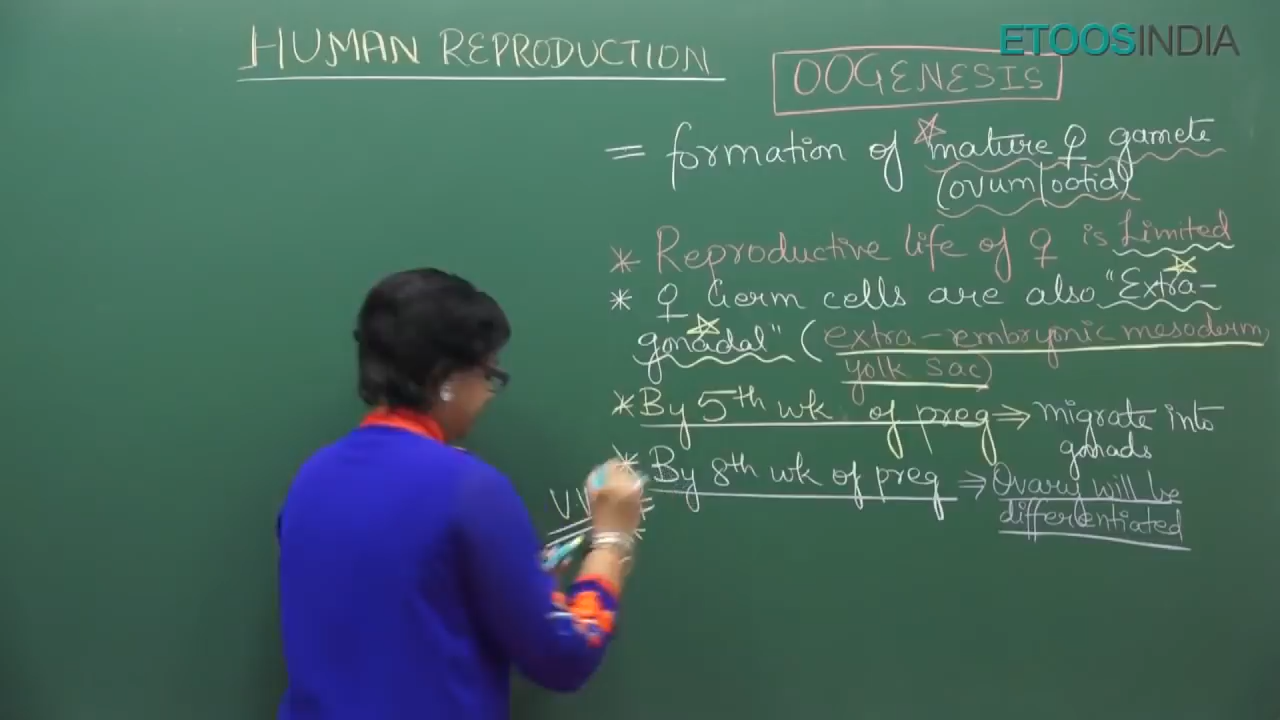 HUMAN REPRODUCTION
ETOOSINDIA
OOGENESIS
= formation of mature ♀ gamete
(ovum/ootid)
* Reproductive life of ♀ is Limited
* ♀ Germ cells are also "Extra-
gonadal" (extra-embryonic mesoderm,
yolk sac)
* By 5th wk of preg ⇒ migrate into
gonads
* By 8th wk of preg ⇒ Ovary will be
differentiated